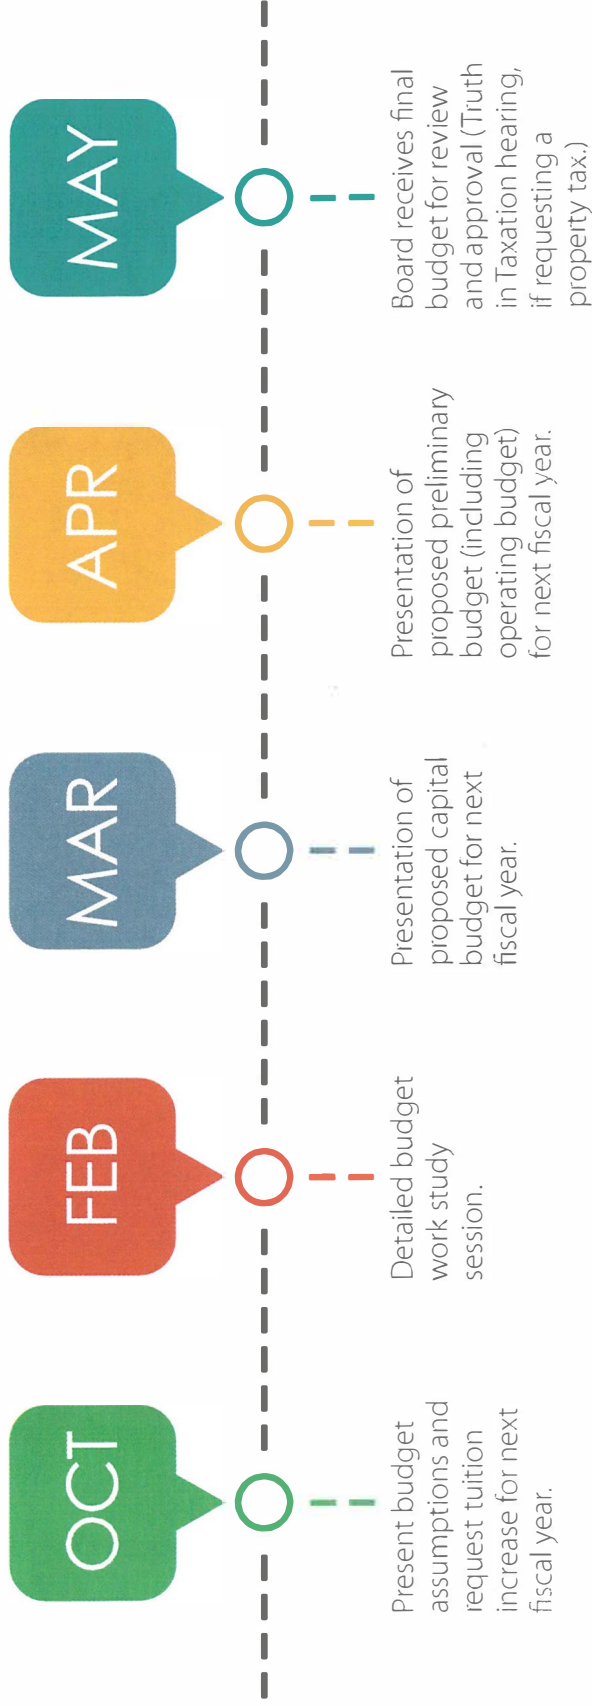 OCT
Present budget
assumptions and
request tuition
increase for next
fiscal year.
FEB
Detailed budget
work study
session.
MAR
Presentation of
proposed capital
budget for next
fiscal year.
APR
Presentation of
proposed preliminary
budget (including
operating budget)
for next fiscal year.
MAY
Board receives final
budget for review
and approval (Truth
in Taxation hearing,
if requesting a
property tax.)